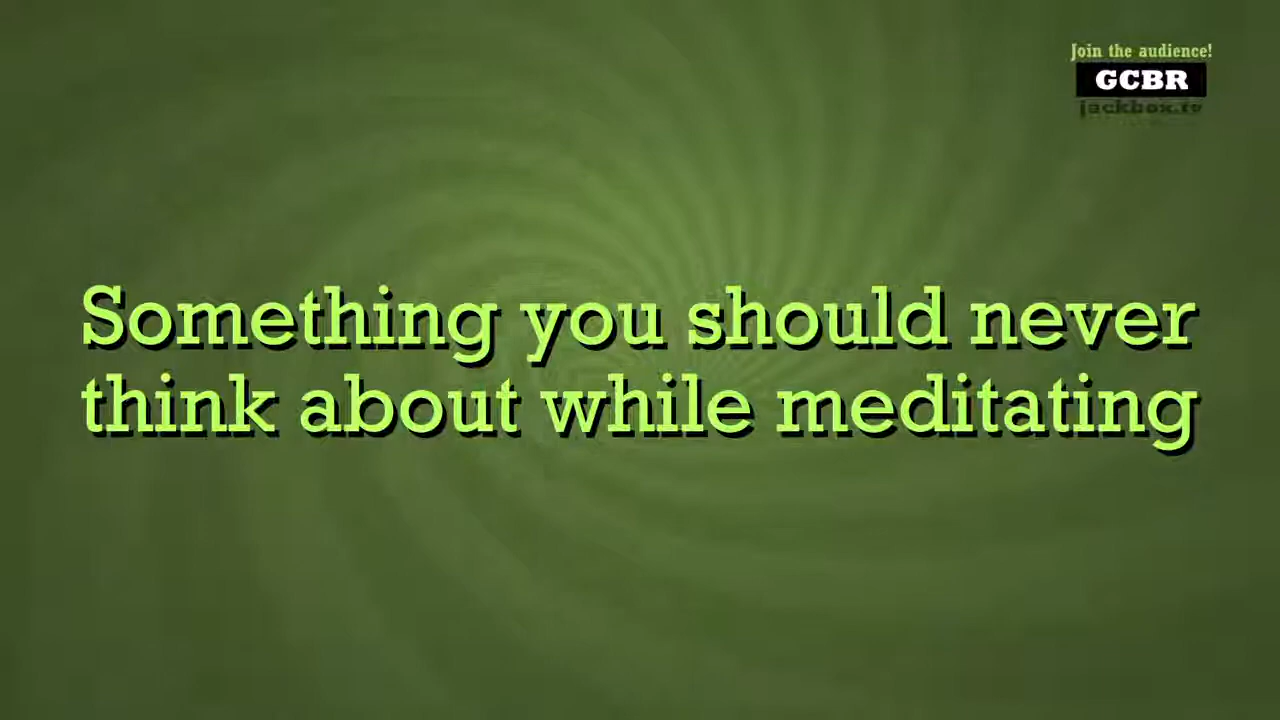 Join the audience!
GCBR
jackbox.tv
Something you should never
think about while meditating